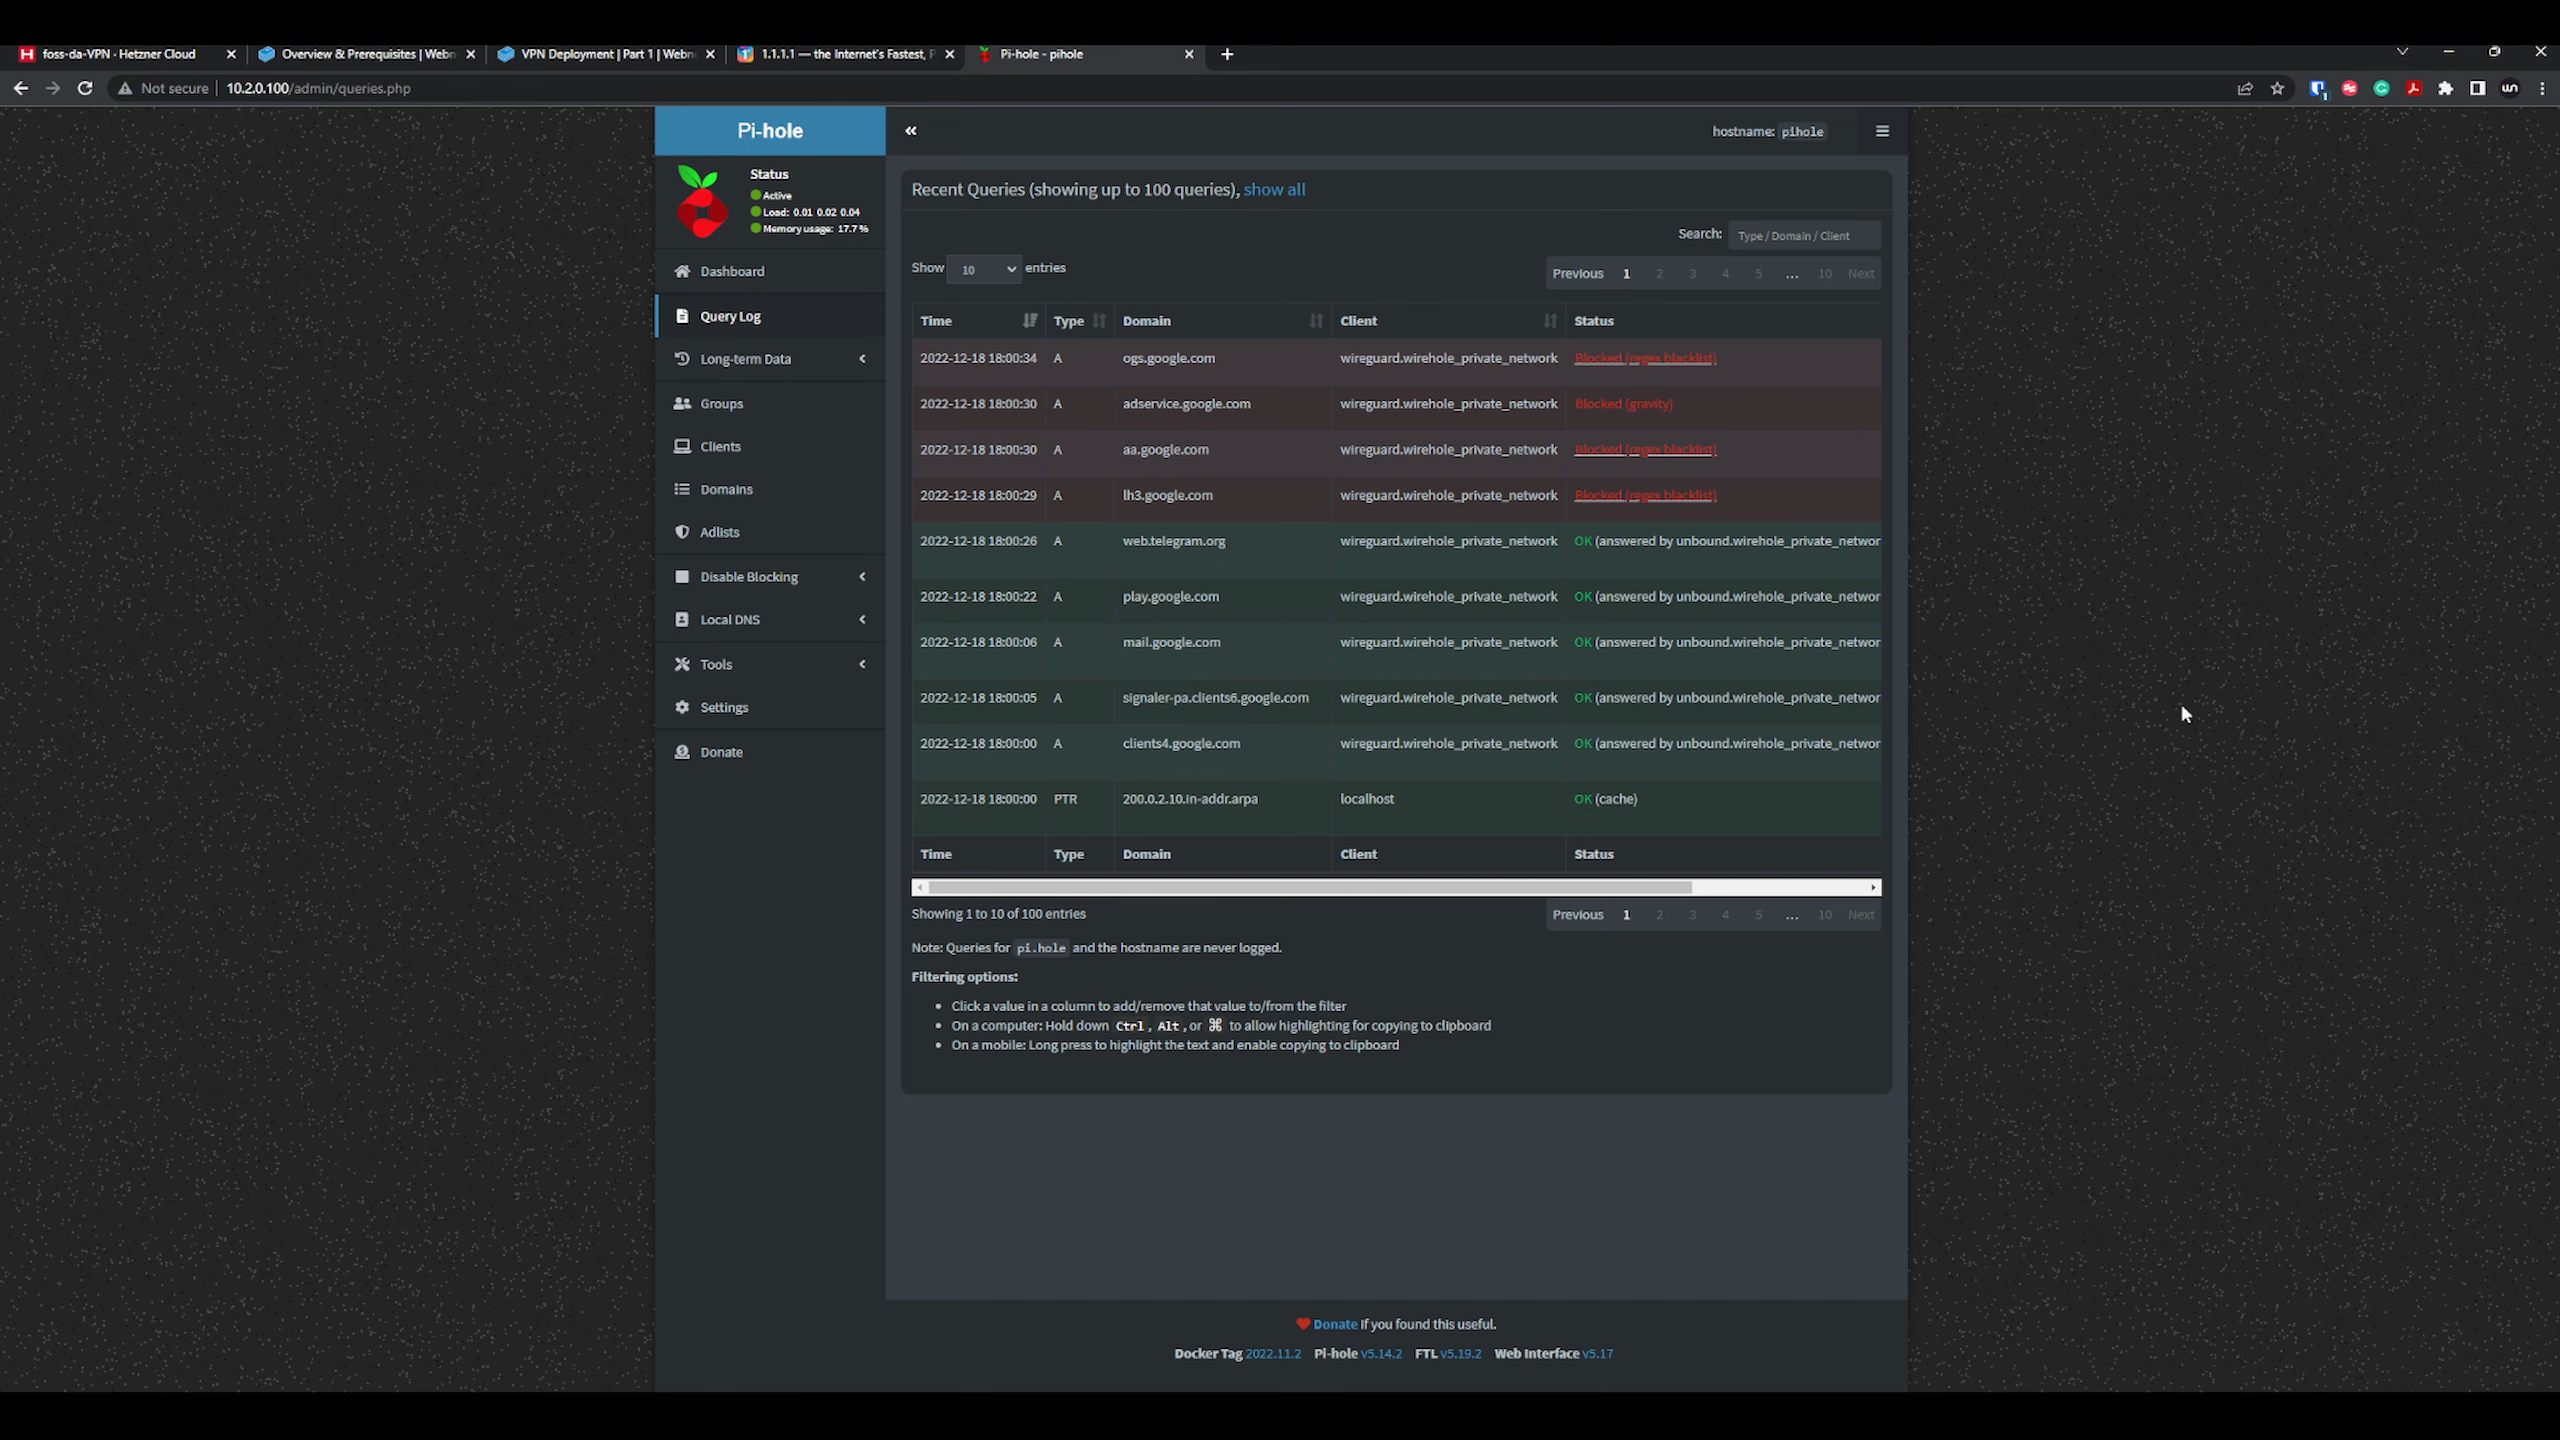 foss-da-VPN - Hetzner Cloud
Overview & Prerequisites | Webn
VPN Deployment | Part 1 | Webn
1.1.1.1 — the Internet's Fastest, P
Pi-hole - pihole
Not secure
10.2.0.100/admin/queries.php
Pi-hole
hostname: pihole
Status
Active
Load: 0.01 0.02 0.04
Memory usage: 17.7 %
Dashboard
Query Log
Long-term Data
Groups
Clients
Domains
Adlists
Disable Blocking
Local DNS
Tools
Settings
Donate
Recent Queries (showing up to 100 queries), show all
Search: Type / Domain / Client
Show 10 entries
Previous 1 2 3 4 5 ... 10 Next
Time Type Domain Client Status
2022-12-18 18:00:34 A ogs.google.com wireguard.wirehole_private_network Blocked (regex blacklist)
2022-12-18 18:00:30 A adservice.google.com wireguard.wirehole_private_network Blocked (gravity)
2022-12-18 18:00:30 A aa.google.com wireguard.wirehole_private_network Blocked (regex blacklist)
2022-12-18 18:00:29 A lh3.google.com wireguard.wirehole_private_network Blocked (regex blacklist)
2022-12-18 18:00:26 A web.telegram.org wireguard.wirehole_private_network OK (answered by unbound.wirehole_private_networ
2022-12-18 18:00:22 A play.google.com wireguard.wirehole_private_network OK (answered by unbound.wirehole_private_networ
2022-12-18 18:00:06 A mail.google.com wireguard.wirehole_private_network OK (answered by unbound.wirehole_private_networ
2022-12-18 18:00:05 A signaler-pa.clients6.google.com wireguard.wirehole_private_network OK (answered by unbound.wirehole_private_networ
2022-12-18 18:00:00 A clients4.google.com wireguard.wirehole_private_network OK (answered by unbound.wirehole_private_networ
2022-12-18 18:00:00 PTR 200.0.2.10.in-addr.arpa localhost OK (cache)
Time Type Domain Client Status
Showing 1 to 10 of 100 entries
Previous 1 2 3 4 5 ... 10 Next
Note: Queries for pi.hole and the hostname are never logged.
Filtering options:
• Click a value in a column to add/remove that value to/from the filter
• On a computer: Hold down Ctrl, Alt, or ⌘ to allow highlighting for copying to clipboard
• On a mobile: Long press to highlight the text and enable copying to clipboard
Donate if you found this useful.
Docker Tag 2022.11.2 Pi-hole v5.14.2 FTL v5.19.2 Web Interface v5.17